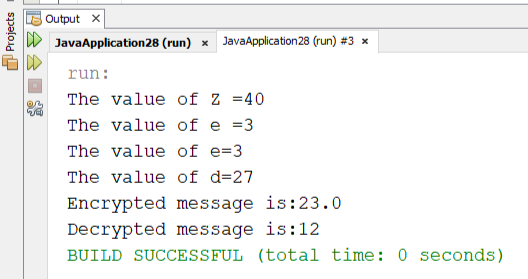 Output ×
Projects
JavaApplication28 (run) × JavaApplication28 (run) #3 ×
run:
The value of Z =40
The value of e =3
The value of e=3
The value of d=27
Encrypted message is:23.0
Decrypted message is:12
BUILD SUCCESSFUL (total time: 0 seconds)